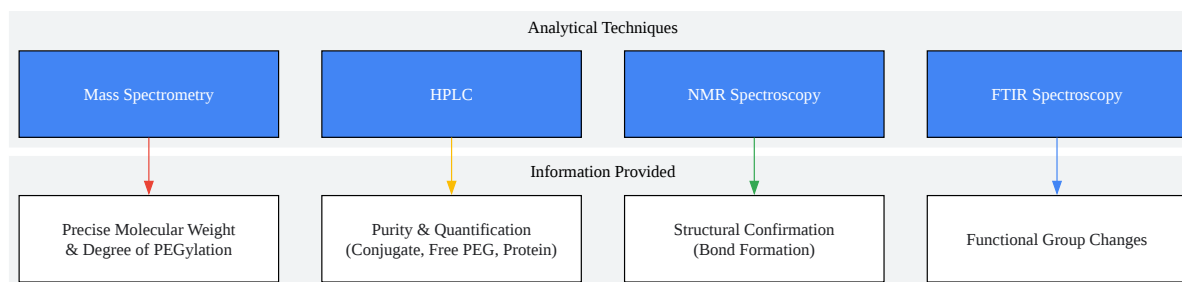 Analytical Techniques
Mass Spectrometry
HPLC
NMR Spectroscopy
FTIR Spectroscopy
Information Provided
Precise Molecular Weight
& Degree of PEGylation
Purity & Quantification
(Conjugate, Free PEG, Protein)
Structural Confirmation
(Bond Formation)
Functional Group Changes